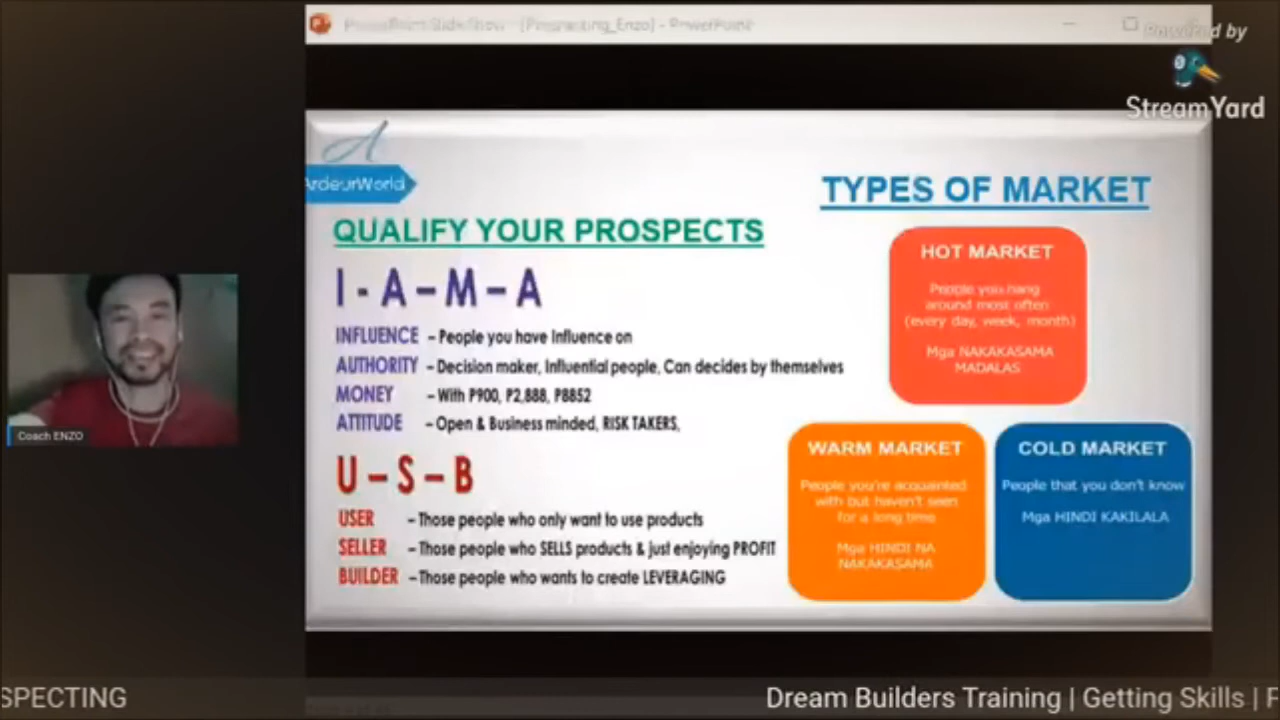 PowerPoint Slide Show - [Prospecting_Enzo] - PowerPoint
Powered by
StreamYard
A
ArdeurWorld
TYPES OF MARKET
QUALIFY YOUR PROSPECTS
I - A – M – A
INFLUENCE – People you have Influence on
AUTHORITY – Decision maker, Influential people, Can decides by themselves
MONEY – With P900, P2,888, P8852
ATTITUDE – Open & Business minded, RISK TAKERS,
U – S – B
USER – Those people who only want to use products
SELLER – Those people who SELLS products & just enjoying PROFIT
BUILDER – Those people who wants to create LEVERAGING
HOT MARKET
People you hang
around most often
(every day, week, month)
Mga NAKAKASAMA
MADALAS
WARM MARKET
People you're acquainted
with but haven't seen
for a long time
Mga HINDI NA
NAKAKASAMA
COLD MARKET
People that you don't know
Mga HINDI KAKILALA
Coach ENZO
SPECTING
Dream Builders Training | Getting Skills |